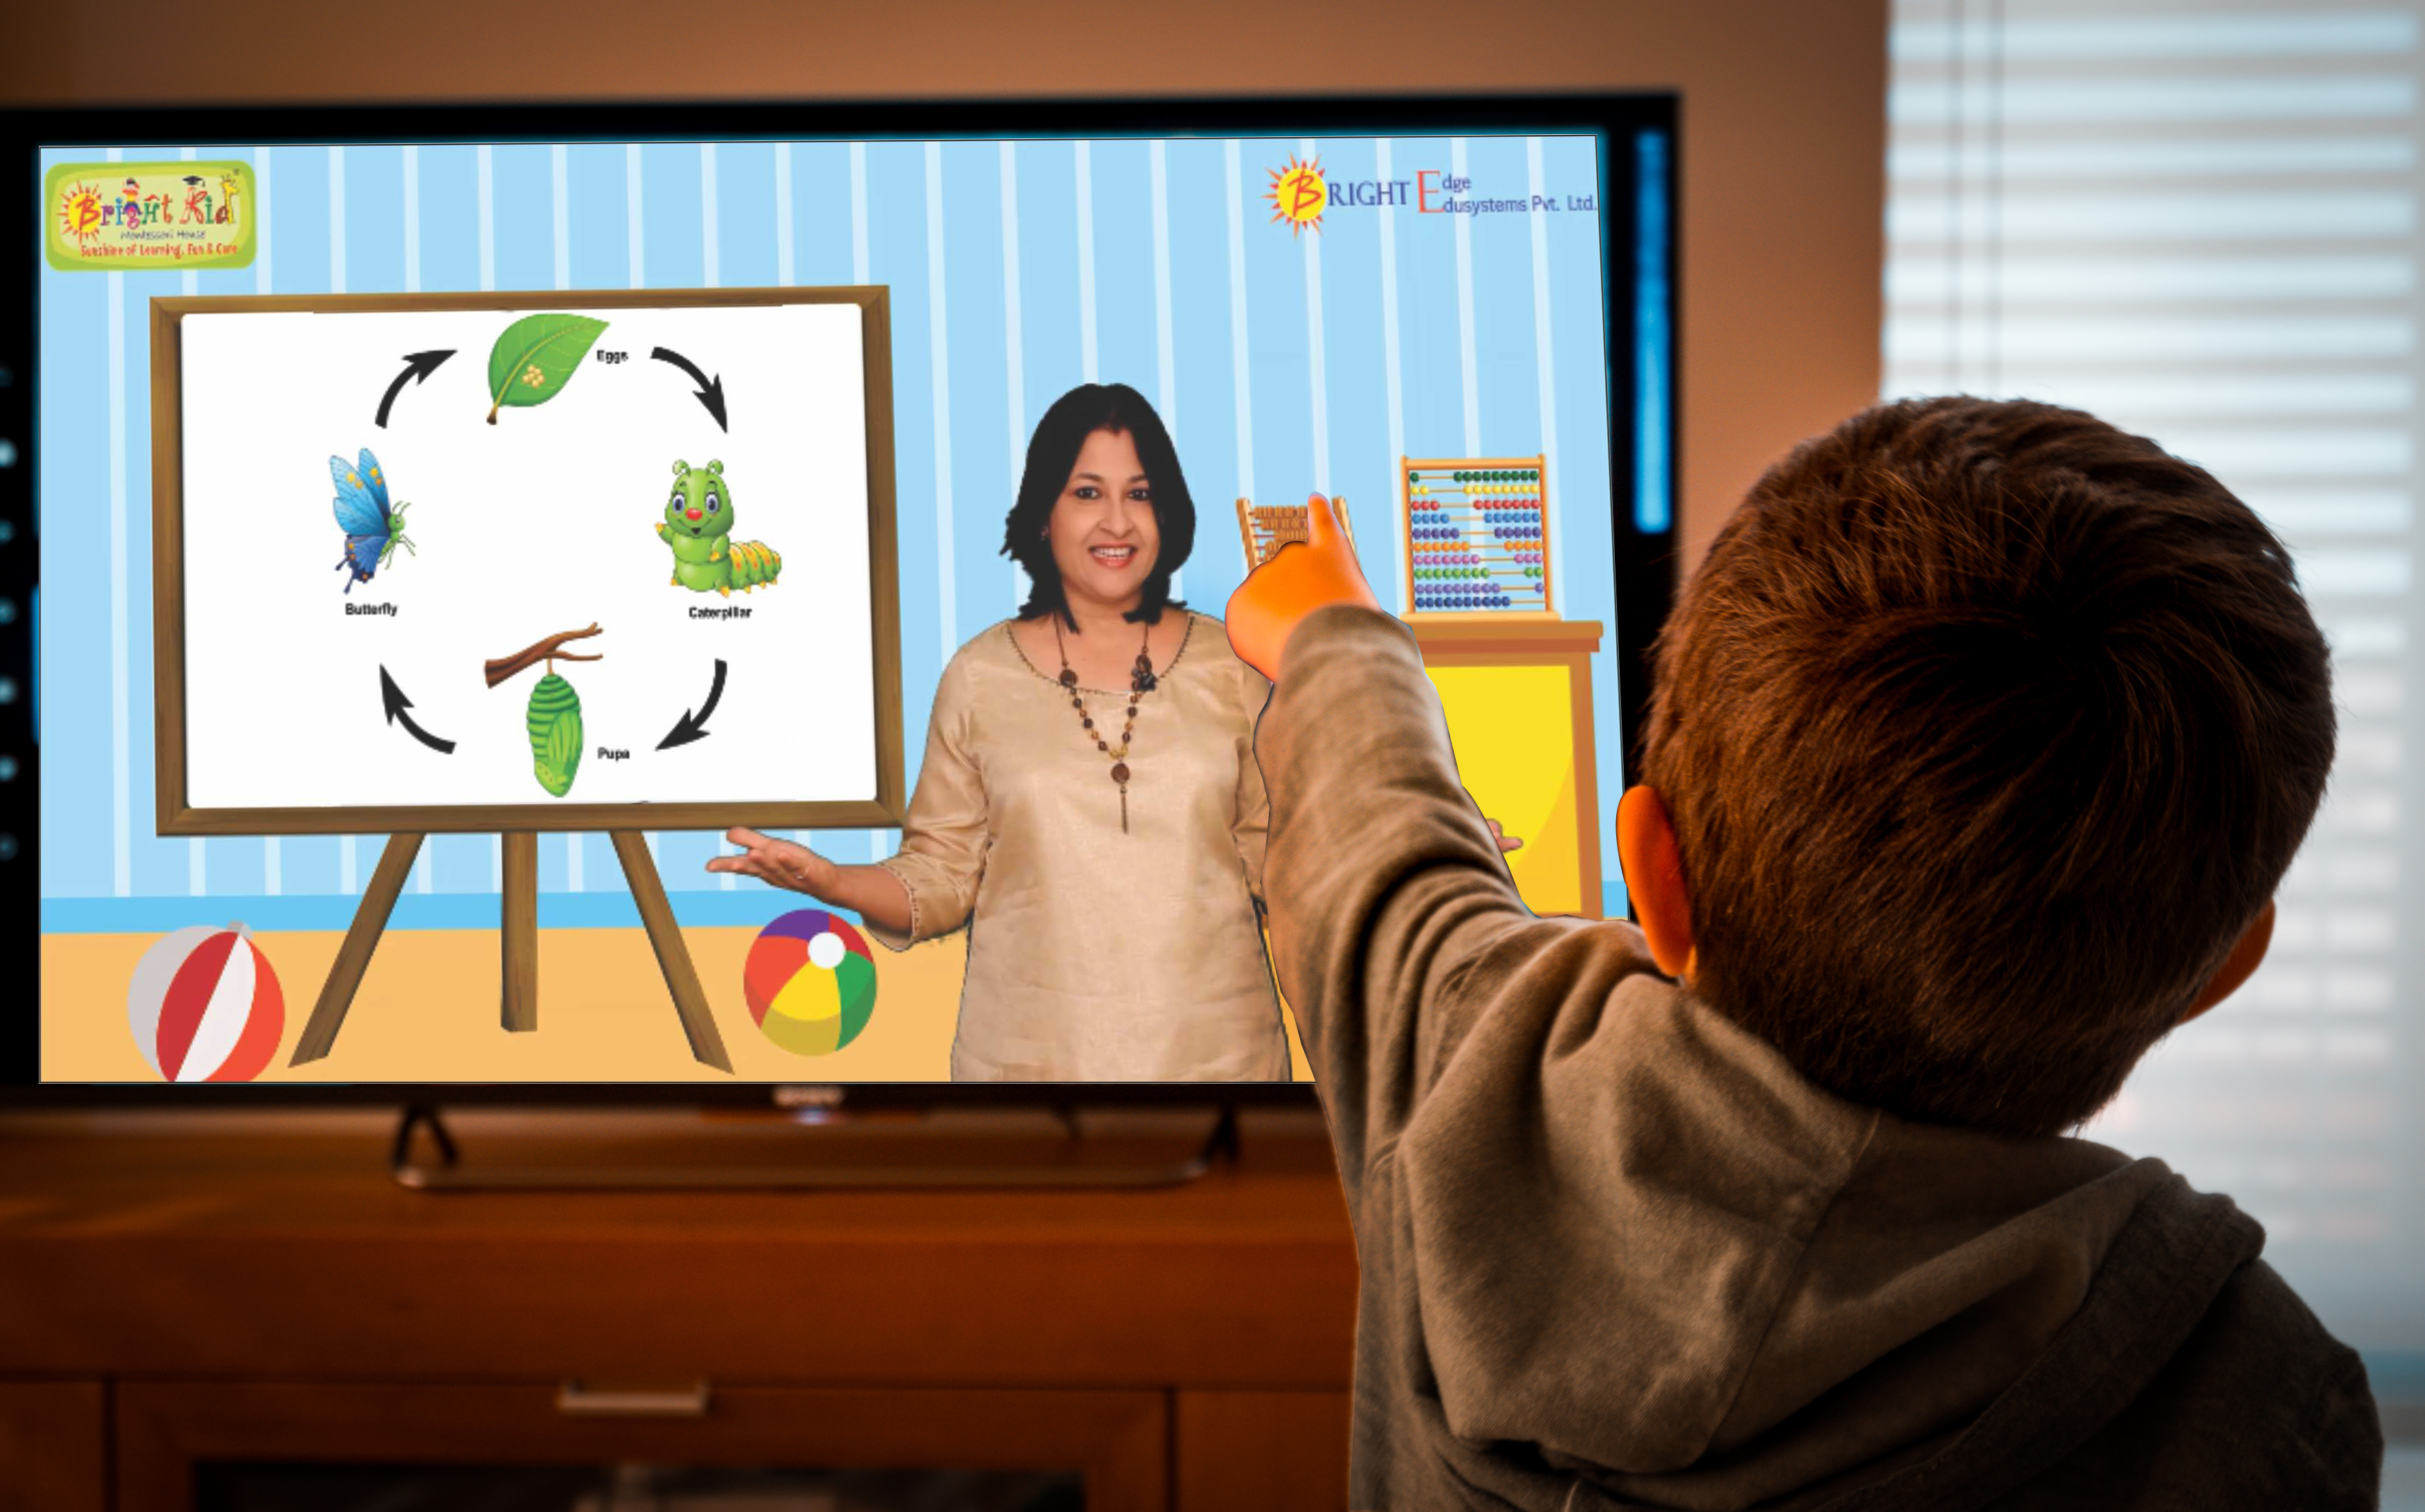 Bright Kid
Montessori House
Sunshine of Learning, Fun & Care
BRIGHT Edge
Edusystems Pvt. Ltd.
Eggs
Butterfly
Caterpillar
Pupa